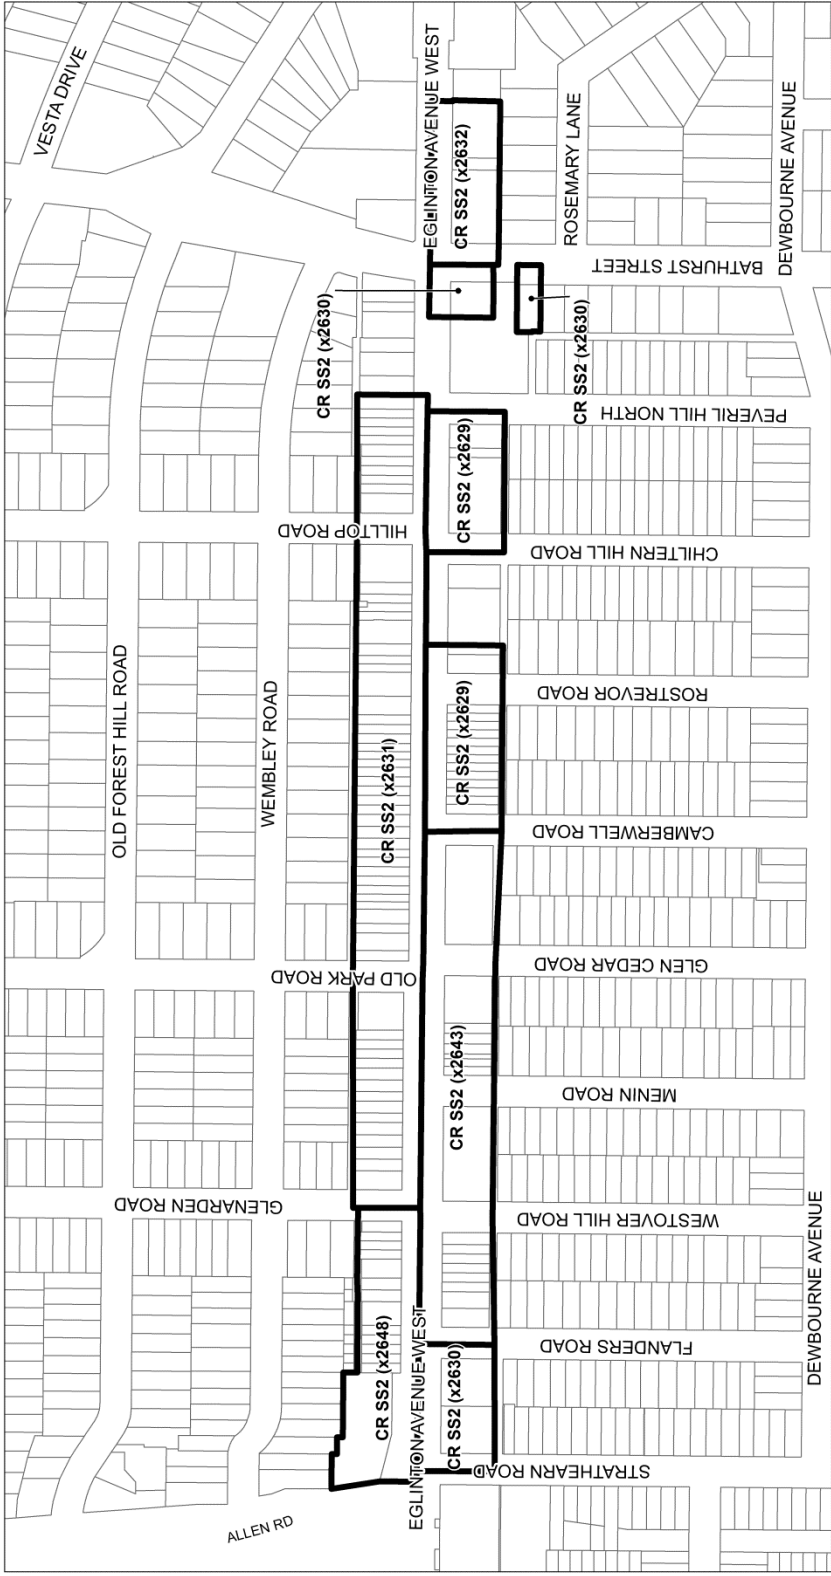 VESTA DRIVE
EGLINTON AVENUE WEST
CR SS2 (x2632)
ROSEMARY LANE
DEWBOURNE AVENUE
BATHURST STREET
CR SS2 (x2630)
CR SS2 (x2630)
PEVERIL HILL NORTH
CR SS2 (x2629)
HILLTOP ROAD
CHILTERN HILL ROAD
OLD FOREST HILL ROAD
WEMBLEY ROAD
CR SS2 (x2631)
CR SS2 (x2629)
ROSTREVOR ROAD
CAMBERWELL ROAD
OLD PARK ROAD
GLEN CEDAR ROAD
CR SS2 (x2643)
MENIN ROAD
GLENARDEN ROAD
WESTOVER HILL ROAD
DEWBOURNE AVENUE
CR SS2 (x2648)
EGLINTON AVENUE WEST
CR SS2 (x2630)
FLANDERS ROAD
STRATHEARN ROAD
ALLEN RD